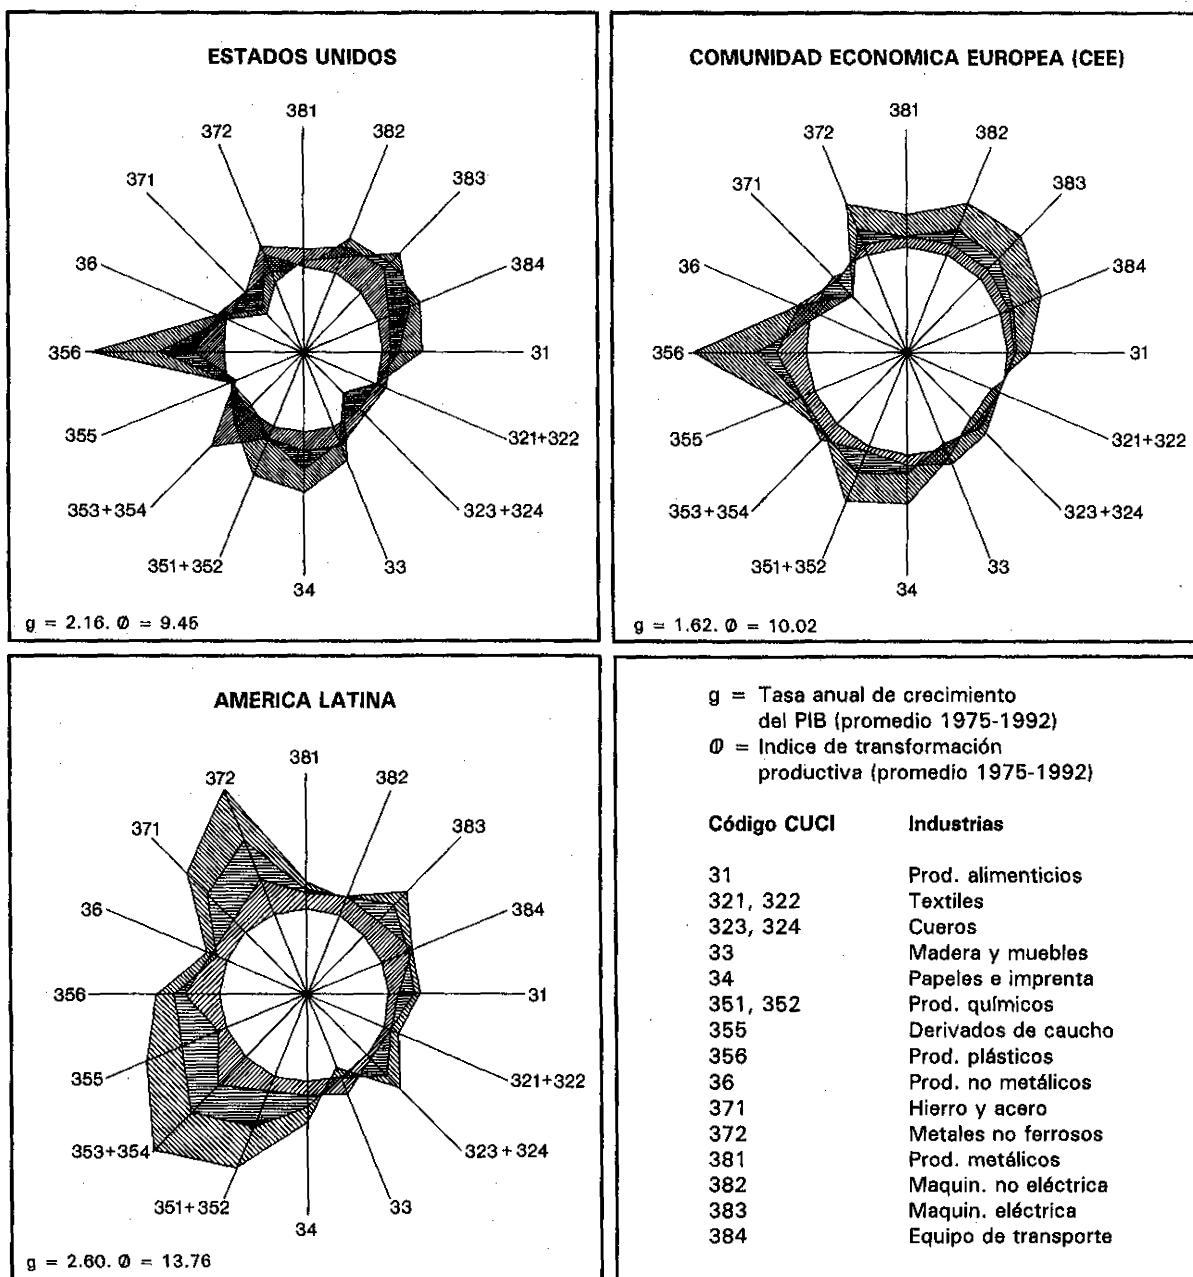 ESTADOS UNIDOS
381
372
382
371
383
36
384
356
31
355
321+322
353+354
323+324
351+352
33
34
g = 2.16. Ø = 9.45
COMUNIDAD ECONOMICA EUROPEA (CEE)
381
372
382
371
383
36
384
356
31
355
321+322
353+354
323+324
351+352
33
34
g = 1.62. Ø = 10.02
AMERICA LATINA
381
372
382
371
383
36
384
356
31
355
321+322
353+354
323+324
351+352
33
34
g = 2.60. Ø = 13.76
g = Tasa anual de crecimiento
del PIB (promedio 1975-1992)
Ø = Indice de transformación
productiva (promedio 1975-1992)
Código CUCI Industrias
31 Prod. alimenticios
321, 322 Textiles
323, 324 Cueros
33 Madera y muebles
34 Papeles e imprenta
351, 352 Prod. químicos
355 Derivados de caucho
356 Prod. plásticos
36 Prod. no metálicos
371 Hierro y acero
372 Metales no ferrosos
381 Prod. metálicos
382 Maquin. no eléctrica
383 Maquin. eléctrica
384 Equipo de transporte